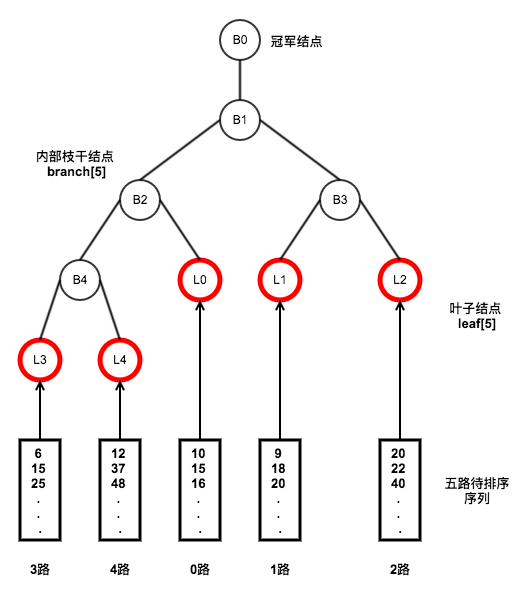 B0
冠军结点
B1
内部枝干结点
branch[5]
B2
B3
B4
L0
L1
L2
叶子结点
leaf[5]
L3
L4
6
15
25
.
.
.
12
37
48
.
.
.
10
15
16
.
.
.
9
18
20
.
.
.
20
22
40
.
.
.
五路待排序
序列
3路
4路
0路
1路
2路